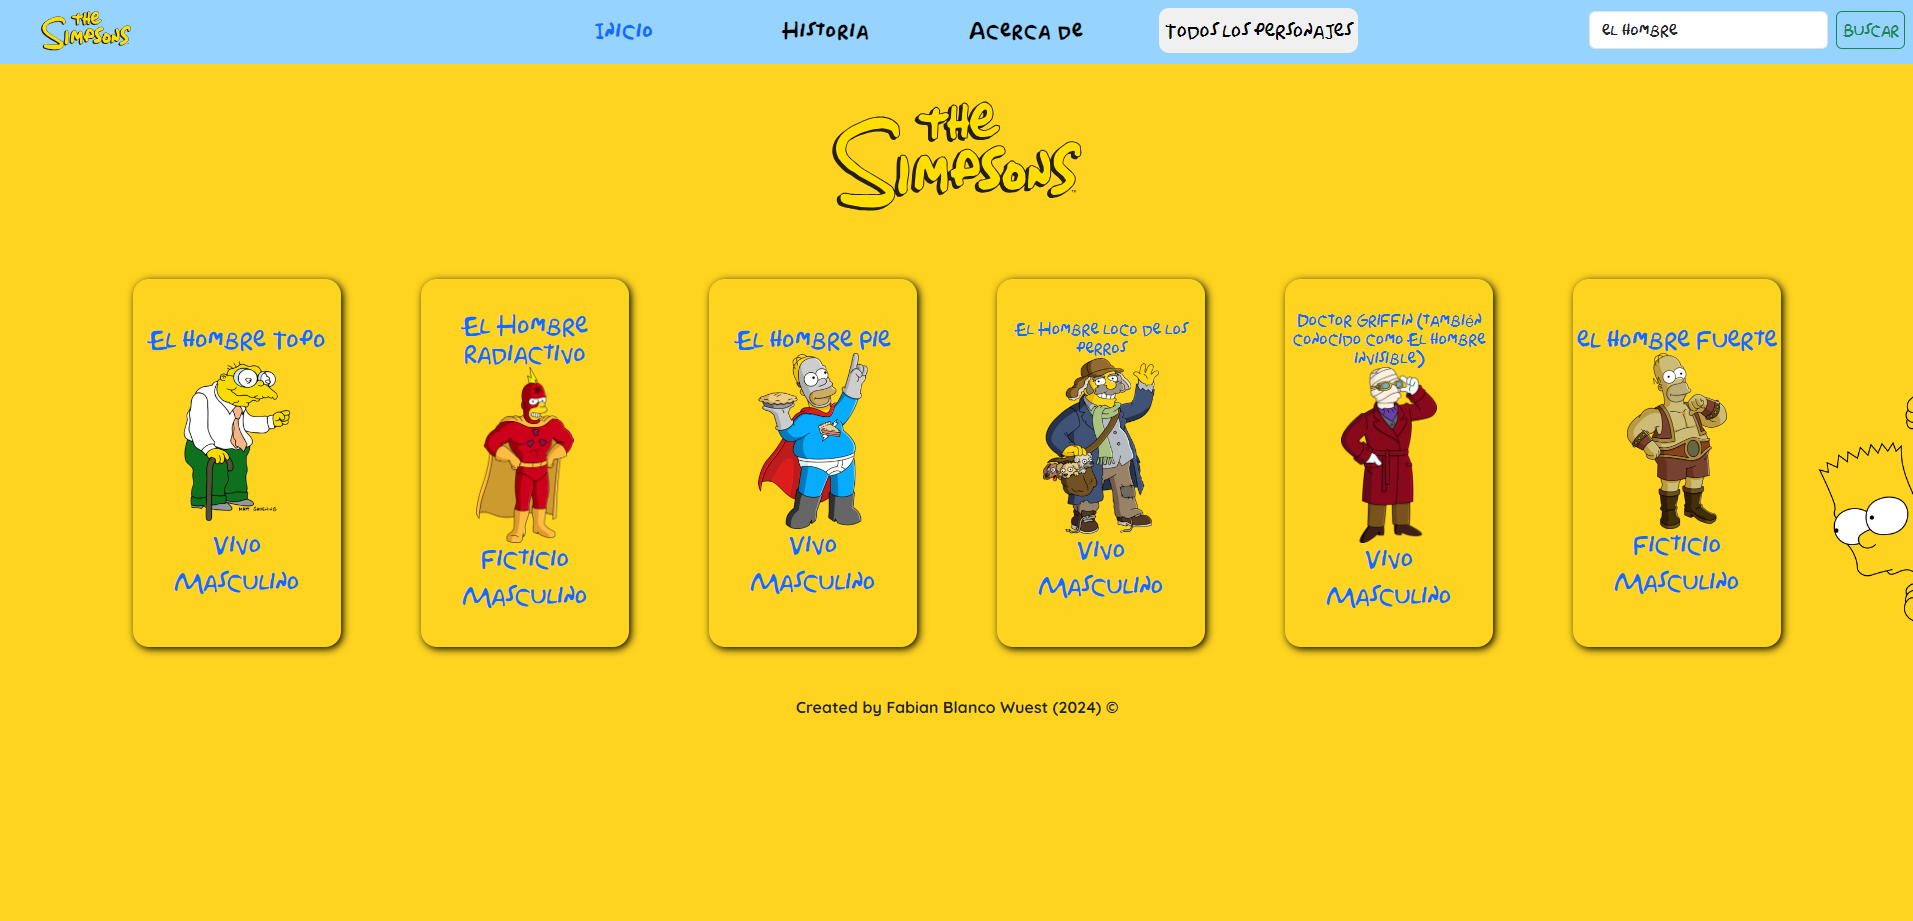 The Simpsons
Inicio
Historia
Acerca de
Todos los personajes
el hombre
Buscar
The
Simpsons
El hombre topo
Vivo
Masculino
El Hombre
Radiactivo
Ficticio
Masculino
El hombre pie
Vivo
Masculino
El Hombre loco de los
perros
Vivo
Masculino
Doctor Griffin (también
conocido como El hombre
invisible)
Vivo
Masculino
el hombre fuerte
Ficticio
Masculino
Created by Fabian Blanco Wuest (2024) ©